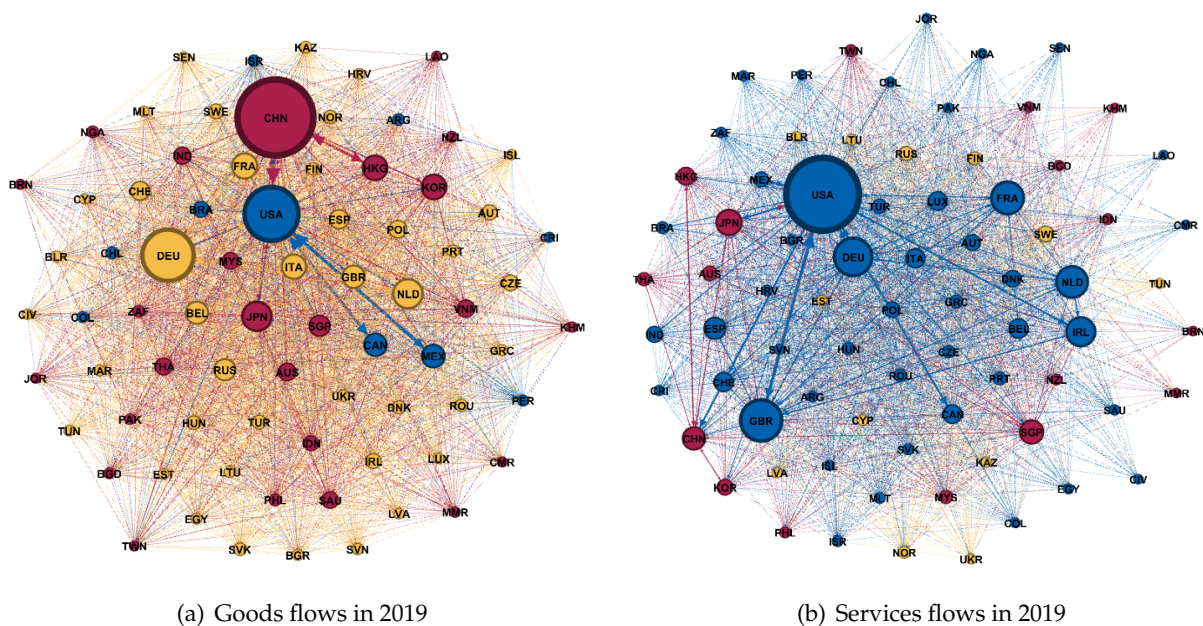 KAZ
SEN
ISR
LAO
HRV
MLT
SWE
CHN
NOR
ARG
NGA
NZL
IND
FRA
FIN
HKG
ISL
BRN
KOR
CYP
CHE
BRA
USA
ESP
POL
AUT
CRI
BLR
CHL
DEU
MYS
ITA
GBR
PRT
CZE
NLD
CIV
COL
ZAF
BEL
JPN
SGP
VNM
KHM
CAN
MEX
GRC
JOR
MAR
THA
RUS
AUS
UKR
DNK
ROU
PER
TUN
PAK
HUN
TUR
IDN
BGD
EST
LTU
IRL
LUX
CMR
PHL
SAU
EGY
LVA
MMR
TWN
SVK
BGR
SVN
(a) Goods flows in 2019
JOR
TWN
NGA
SEN
MAR
PER
CHL
PAK
VNM
KHM
ZAF
BLR
LTU
RUS
FIN
BGD
LAO
HKG
MEX
USA
TUR
LUX
FRA
BRA
JPN
BGR
AUT
SWE
IDN
CMR
THA
AUS
DEU
ITA
DNK
NLD
TUN
HRV
EST
POL
GRC
IND
ESP
BEL
IRL
BRN
SVN
HUN
CZE
CRI
CHE
ARG
ROU
PRT
NZL
MMR
GBR
CYP
CAN
SAU
CHN
SGP
LVA
ISL
SVK
KAZ
KOR
MLT
MYS
EGY
CIV
PHL
ISR
COL
NOR
UKR
(b) Services flows in 2019